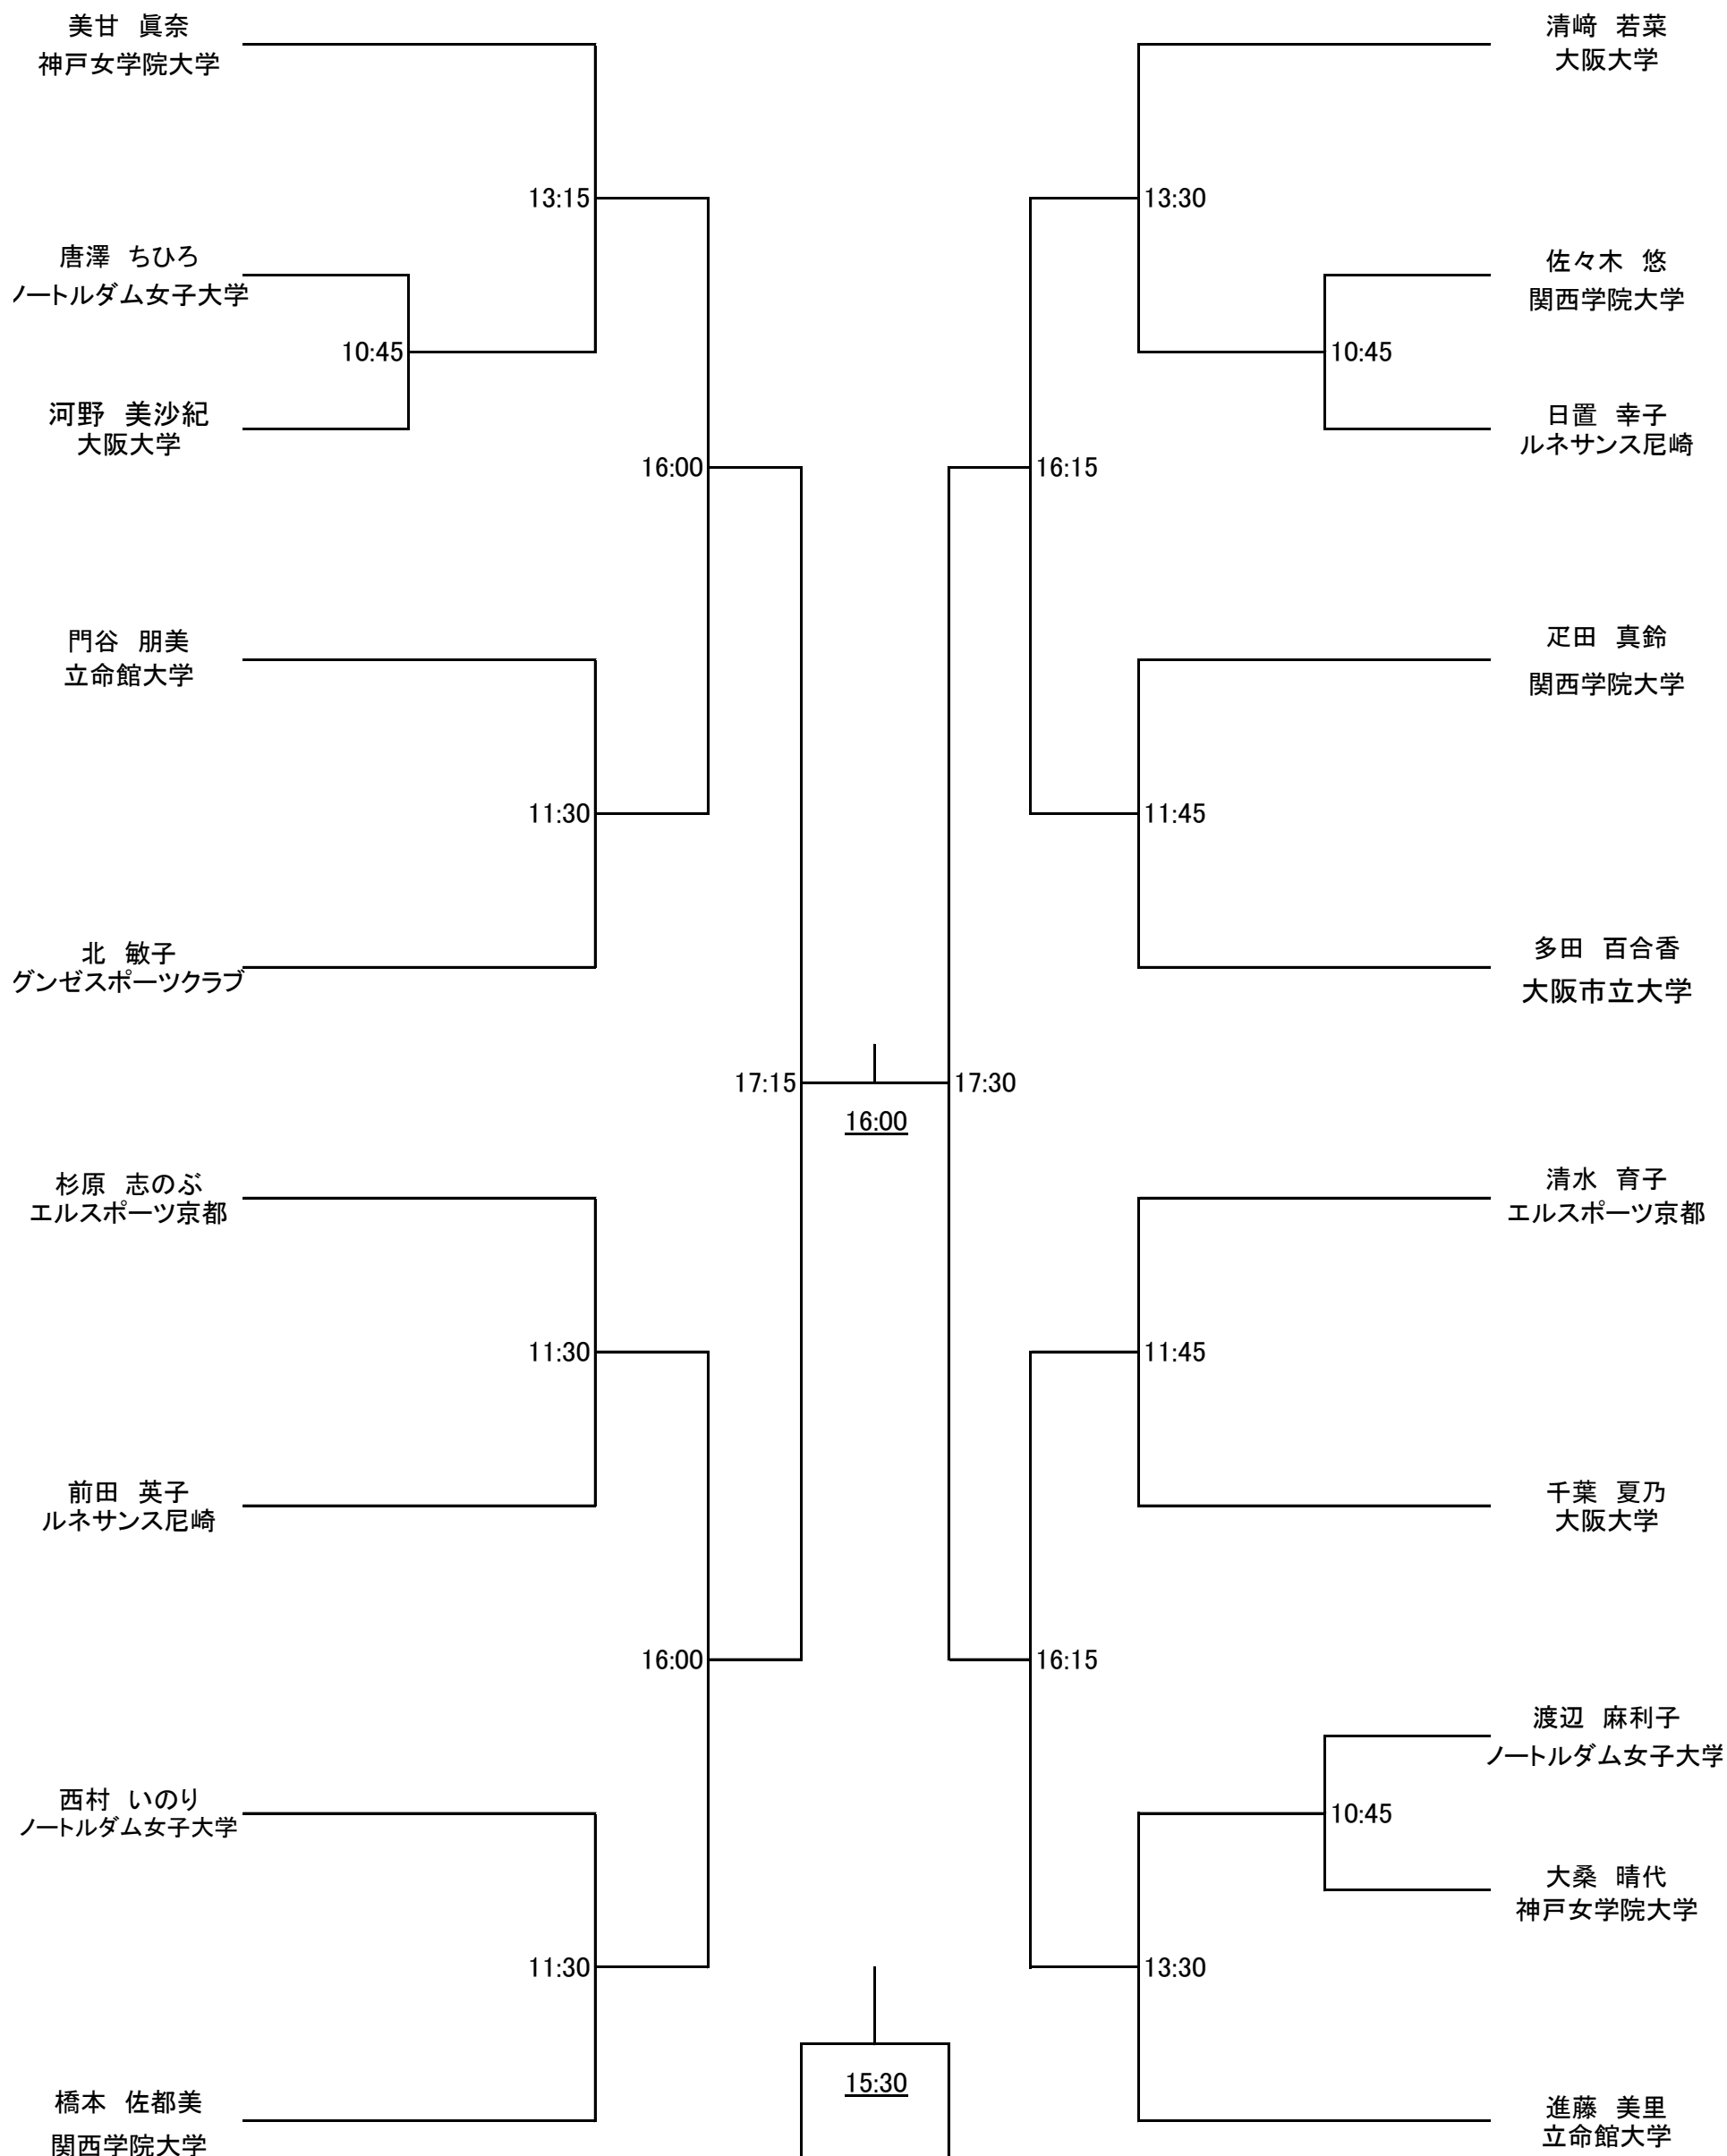 美甘　眞奈
神戸女学院大学
13:15
唐澤　ちひろ
ノートルダム女子大学
10:45
河野　美沙紀
大阪大学
16:00
門谷　朋美
立命館大学
11:30
北　敏子
グンゼスポーツクラブ
17:15
杉原　志のぶ
エルスポーツ京都
11:30
前田　英子
ルネサンス尼崎
16:00
西村　いのり
ノートルダム女子大学
11:30
橋本　佐都美
関西学院大学
16:00
15:30
清﨑　若菜
大阪大学
13:30
佐々木　悠
関西学院大学
10:45
日置　幸子
ルネサンス尼崎
16:15
疋田　真鈴
関西学院大学
11:45
多田　百合香
大阪市立大学
17:30
清水　育子
エルスポーツ京都
11:45
千葉　夏乃
大阪大学
16:15
渡辺　麻利子
ノートルダム女子大学
10:45
大桑　晴代
神戸女学院大学
13:30
進藤　美里
立命館大学